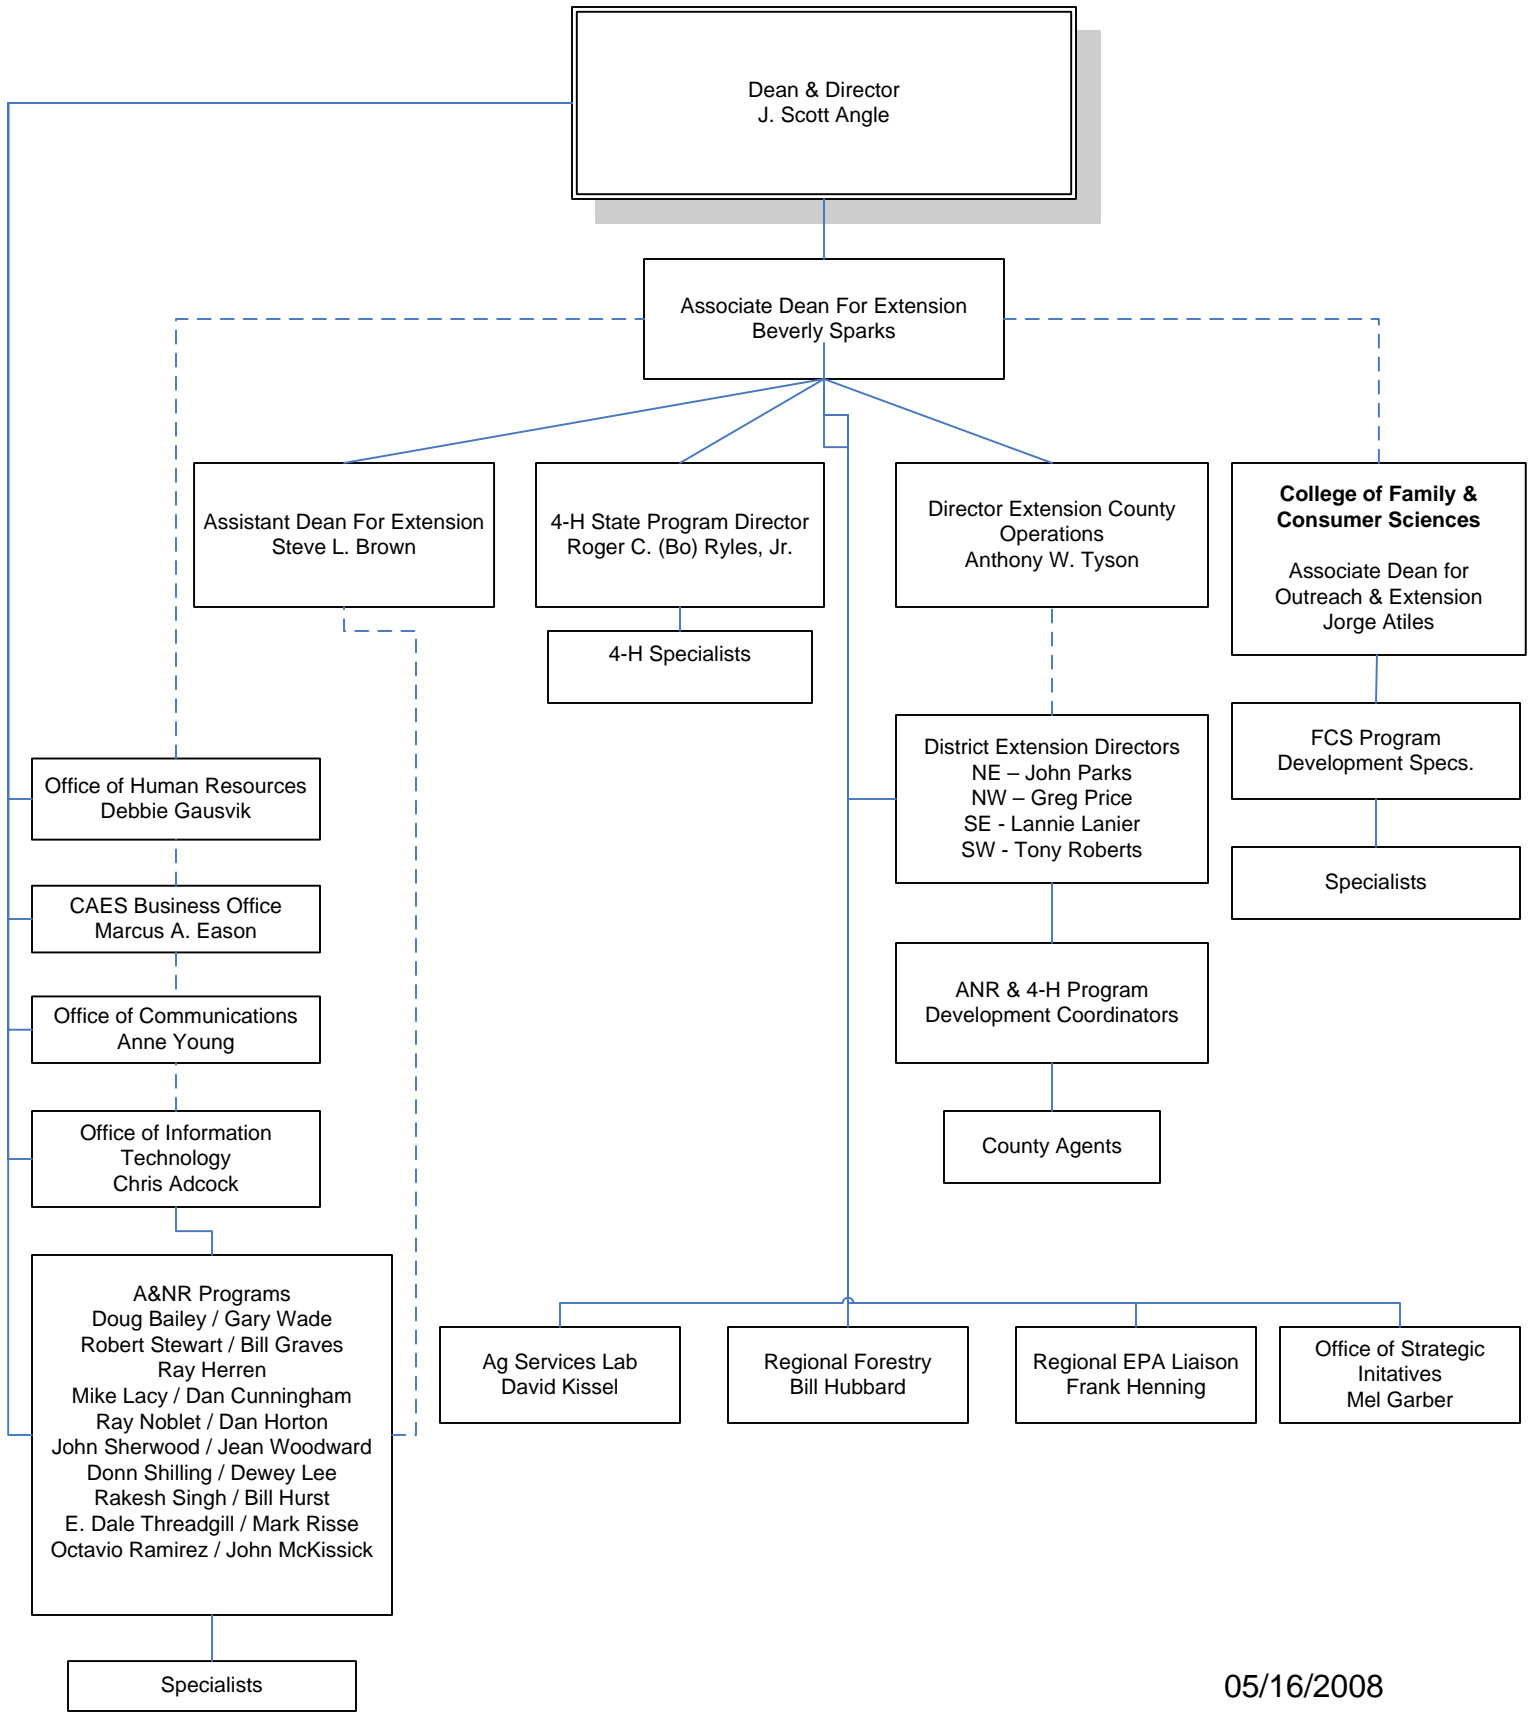 Dean & Director
J. Scott Angle
Associate Dean For Extension
Beverly Sparks
Assistant Dean For Extension
Steve L. Brown
4-H State Program Director
Roger C. (Bo) Ryles, Jr.
4-H Specialists
Director Extension County
Operations
Anthony W. Tyson
College of Family &
Consumer Sciences
Associate Dean for
Outreach & Extension
Jorge Atiles
FCS Program
Development Specs.
Specialists
District Extension Directors
NE – John Parks
NW – Greg Price
SE - Lannie Lanier
SW - Tony Roberts
ANR & 4-H Program
Development Coordinators
County Agents
Office of Human Resources
Debbie Gausvik
CAES Business Office
Marcus A. Eason
Office of Communications
Anne Young
Office of Information
Technology
Chris Adcock
A&NR Programs
Doug Bailey / Gary Wade
Robert Stewart / Bill Graves
Ray Herren
Mike Lacy / Dan Cunningham
Ray Noblet / Dan Horton
John Sherwood / Jean Woodward
Donn Shilling / Dewey Lee
Rakesh Singh / Bill Hurst
E. Dale Threadgill / Mark Risse
Octavio Ramirez / John McKissick
Specialists
Ag Services Lab
David Kissel
Regional Forestry
Bill Hubbard
Regional EPA Liaison
Frank Henning
Office of Strategic
Initatives
Mel Garber
05/16/2008